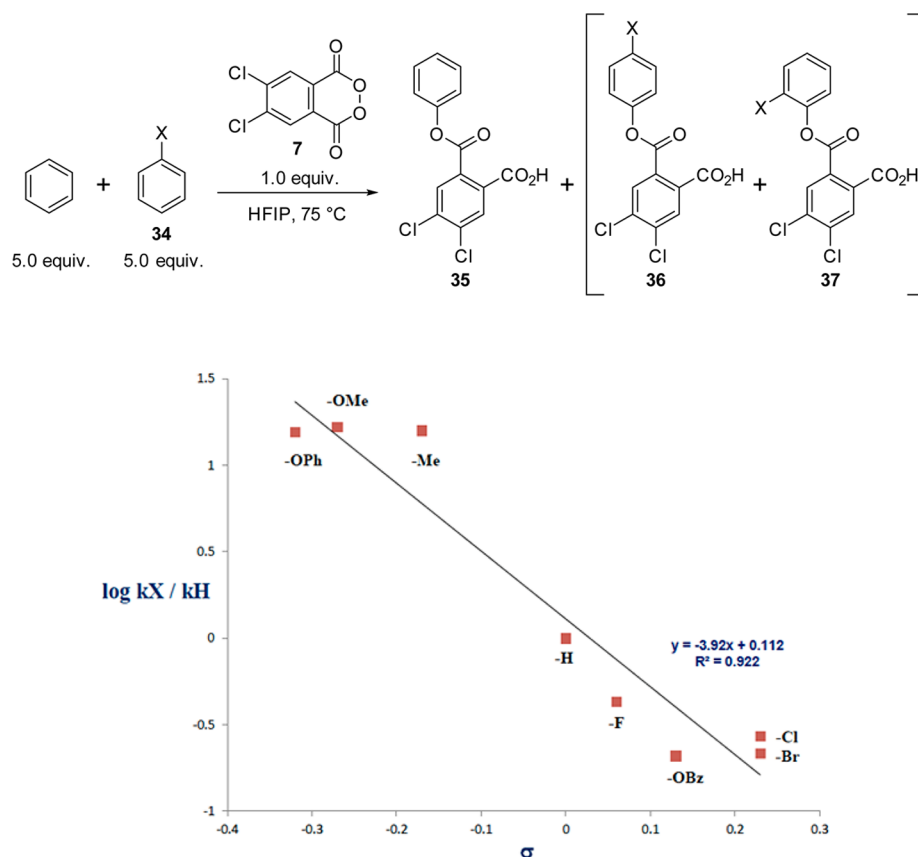 X
O
Cl
O
O
Cl
O
7
1.0 equiv.
HFIP, 75 °C
+
X
34
5.0 equiv.
5.0 equiv.
O
O
CO2H
Cl
Cl
35
+
X
O
O
CO2H
Cl
Cl
36
+
X
O
O
CO2H
Cl
Cl
37
1.5
1
0.5
0
-0.5
-1
log kX / kH
-OMe
-OPh
-Me
-H
-F
-OBz
-Cl
-Br
y = -3.92x + 0.112
R² = 0.922
-0.4
-0.3
-0.2
-0.1
0
0.1
0.2
0.3
σ